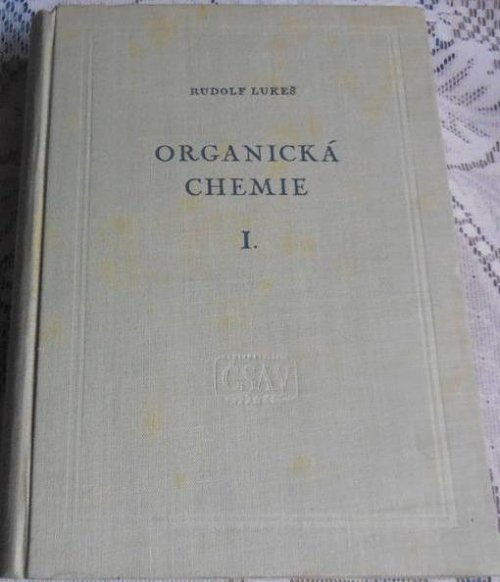 RUDOLF LUKEŠ
ORGANICKÁ
CHEMIE
I.
ČSAV